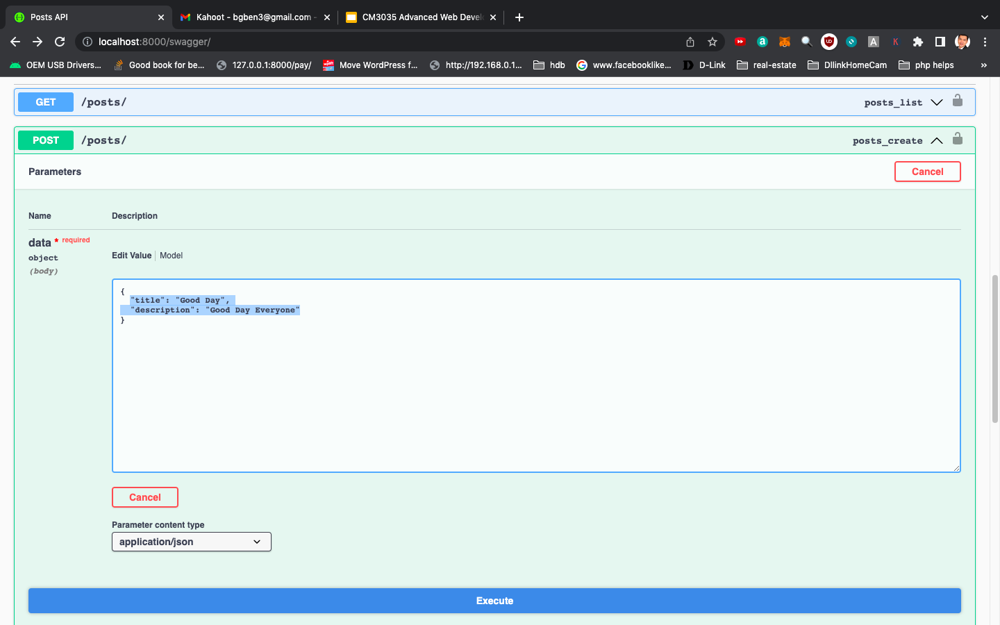 Posts API
Kahoot - bgben3@gmail.com -
CM3035 Advanced Web Devel
localhost:8000/swagger/
OEM USB Drivers...
Good book for be...
127.0.0.1:8000/pay/
Move WordPress f...
http://192.168.0.1...
hdb
www.facebooklike...
D-Link
real-estate
DllinkHomeCam
php helps
»
GET /posts/ posts_list
POST /posts/ posts_create
Parameters Cancel
Name Description
data * required
object
(body)
Edit Value Model
{
"title": "Good Day",
"description": "Good Day Everyone"
}
Cancel
Parameter content type
application/json
Execute